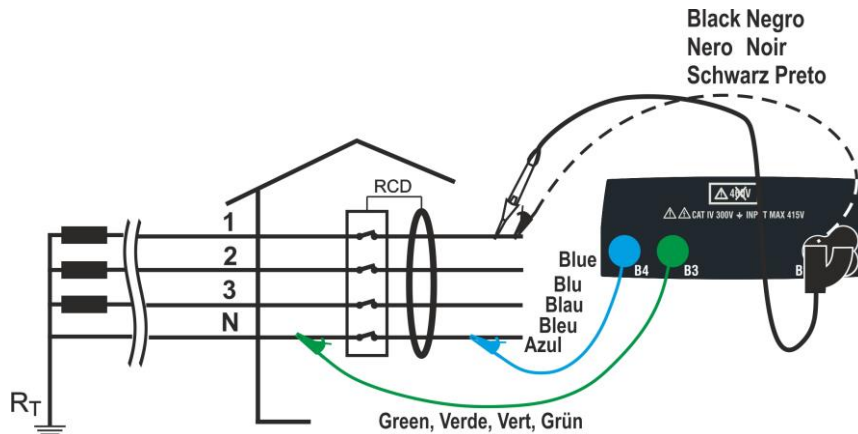 Black Negro
Nero Noir
Schwarz Preto
RCD
CAT IV 300V ⏚ INP T MAX 415V
1
2
3
N
Blue
B4
B3
B
Blu
Blau
Bleu
Azul
RT
Green, Verde, Vert, Grün